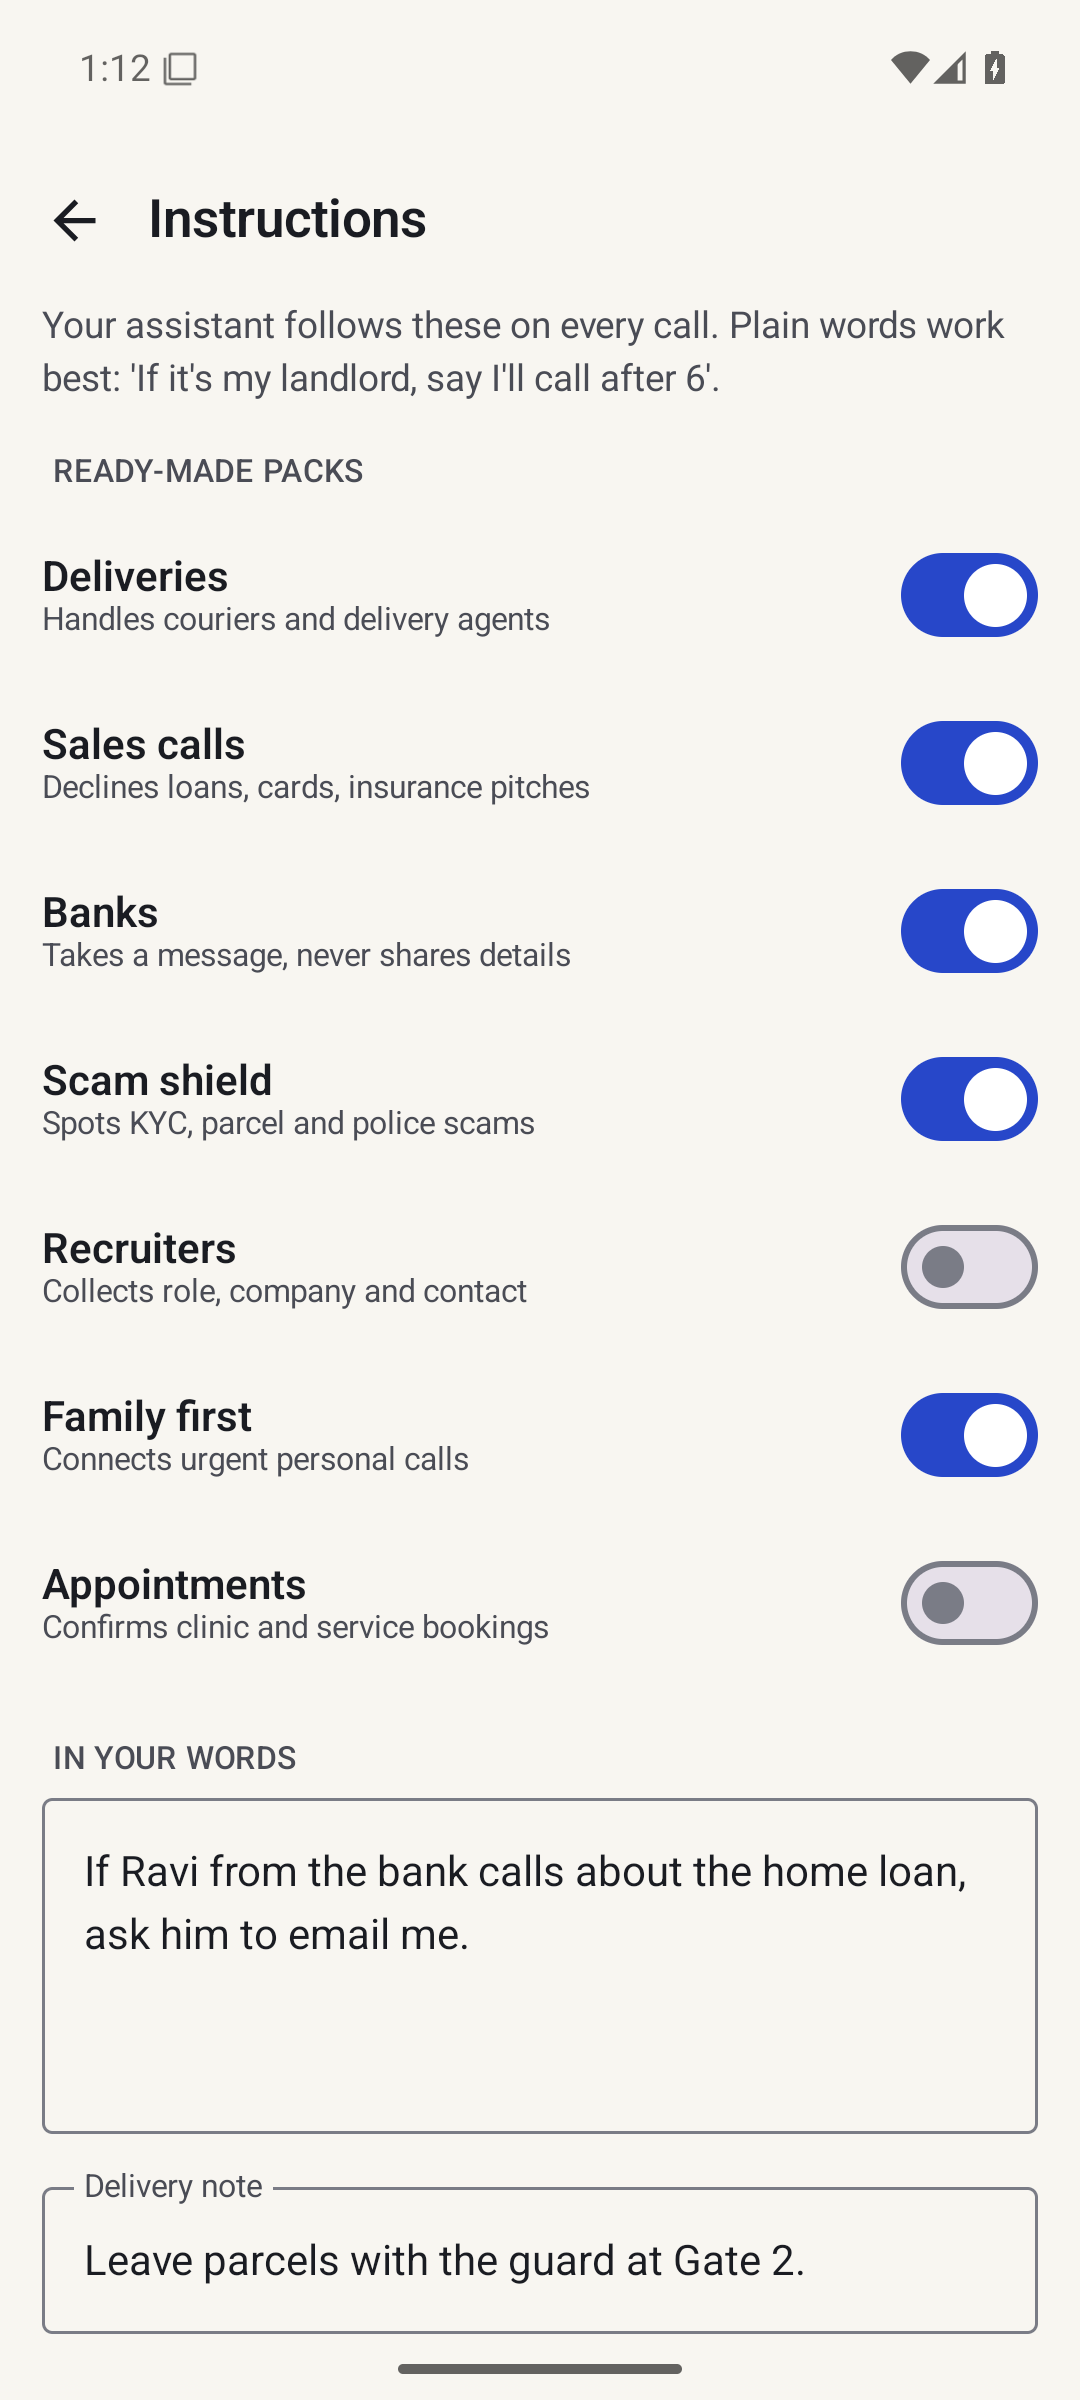 1:12
Instructions
Your assistant follows these on every call. Plain words work
best: 'If it's my landlord, say I'll call after 6'.
READY-MADE PACKS
Deliveries
Handles couriers and delivery agents
Sales calls
Declines loans, cards, insurance pitches
Banks
Takes a message, never shares details
Scam shield
Spots KYC, parcel and police scams
Recruiters
Collects role, company and contact
Family first
Connects urgent personal calls
Appointments
Confirms clinic and service bookings
IN YOUR WORDS
If Ravi from the bank calls about the home loan,
ask him to email me.
Delivery note
Leave parcels with the guard at Gate 2.